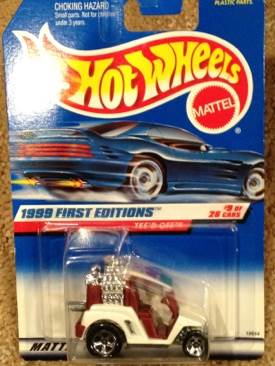 PLASTIC PARTS.
CHOKING HAZARD
Small parts. Not for children
under 3 years.
HOT WHEELS
MATTEL
1999 FIRST EDITIONS
#9 OF
26 CARS
TEE'D OFF
MATT